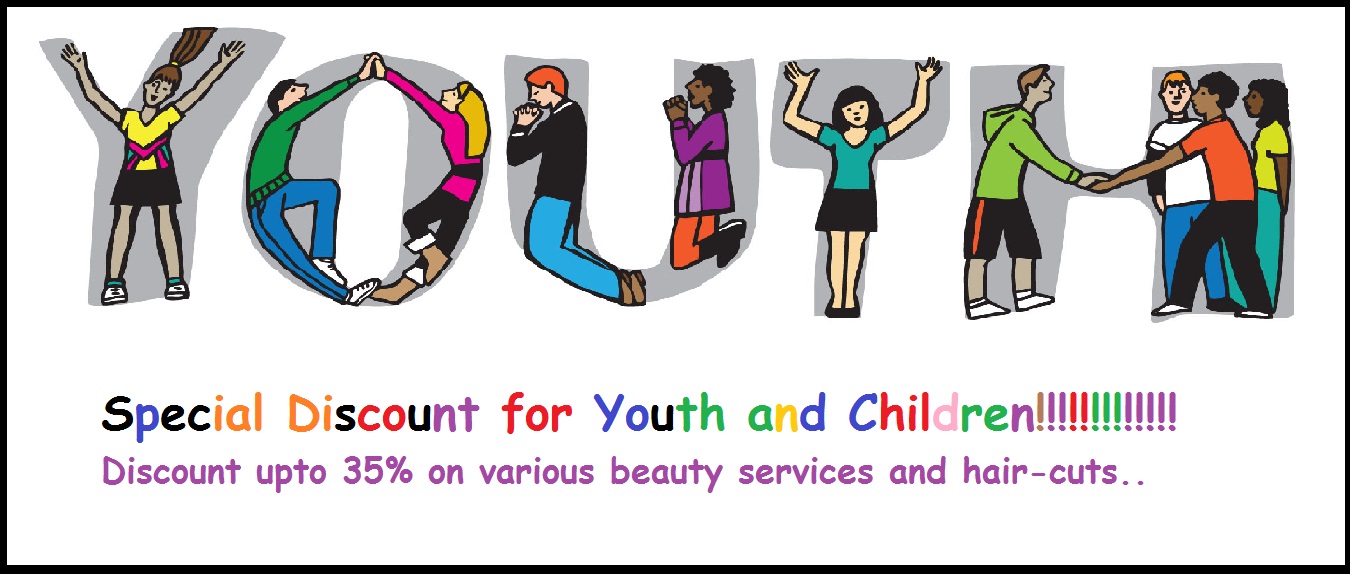 YOUTH
Special Discount for Youth and Children!!!!!!!!!!!!!
Discount upto 35% on various beauty services and hair-cuts..